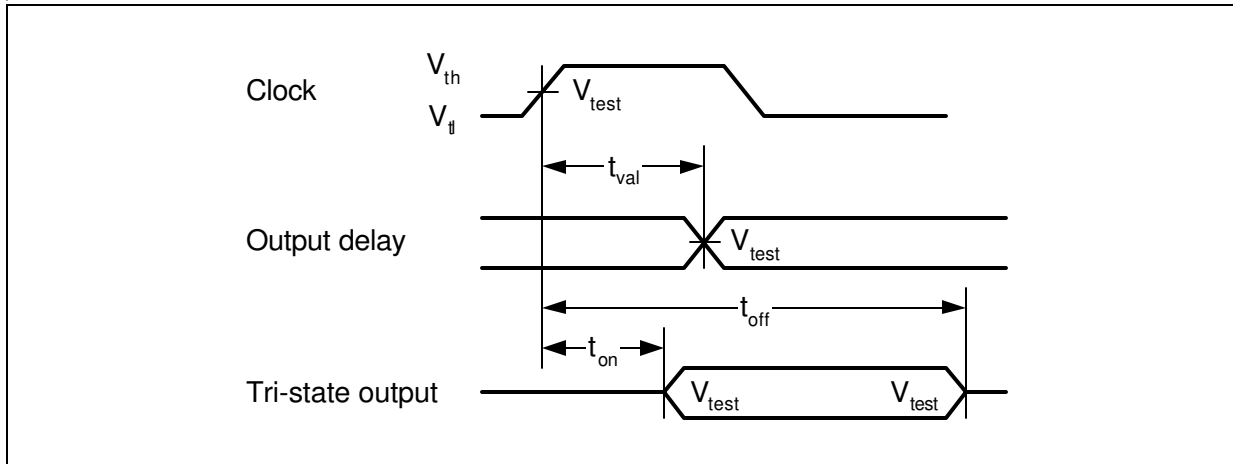 Clock
V_th
V_tl
V_test
t_val
Output delay
V_test
t_off
t_on
Tri-state output
V_test
V_test